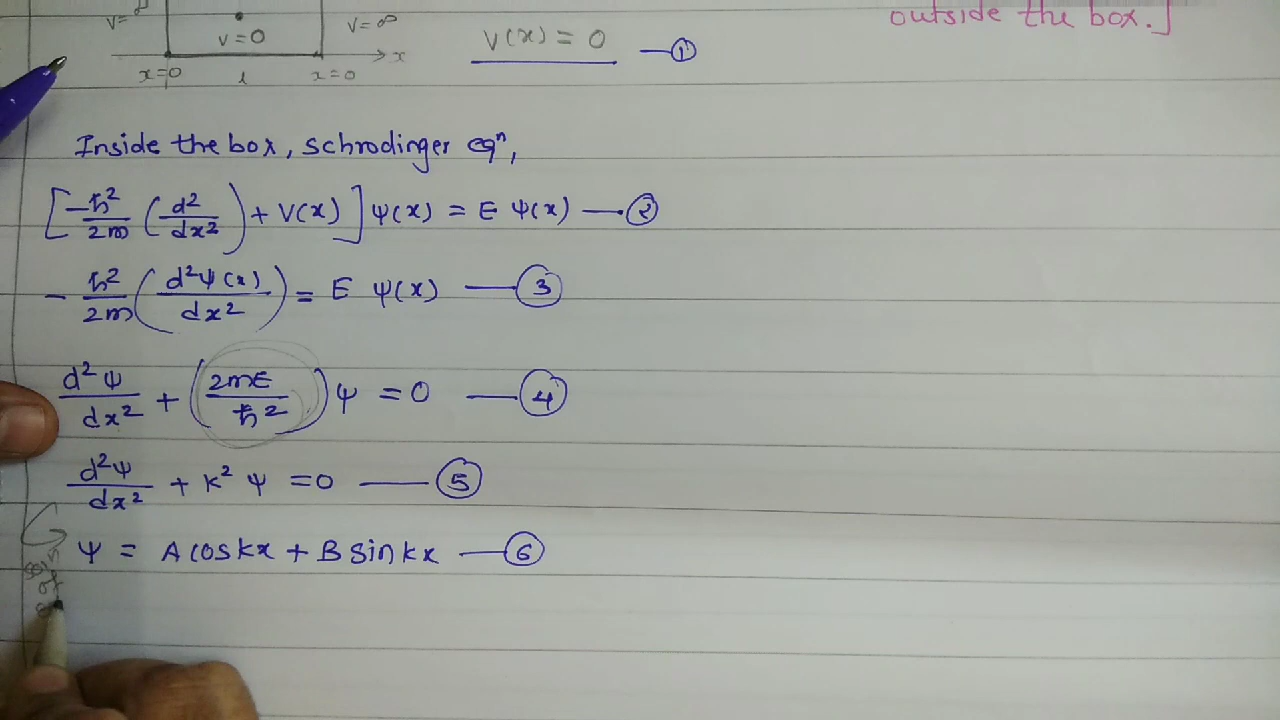 outside the box.]
V=∞
V=0
V=∞
V(x) = 0 —①
x
x=0 l x=0
Inside the box, schrodinger eqⁿ,
[-ℏ²/2m (d²/dx²) + V(x)] Ψ(x) = E Ψ(x) —②
- ℏ²/2m (d²Ψ(x)/dx²) = E Ψ(x) —③
d²Ψ/dx² + (2mE/ℏ²) Ψ = 0 —④
d²Ψ/dx² + k² Ψ = 0 —⑤
Ψ = A cos kx + B sin kx —⑥